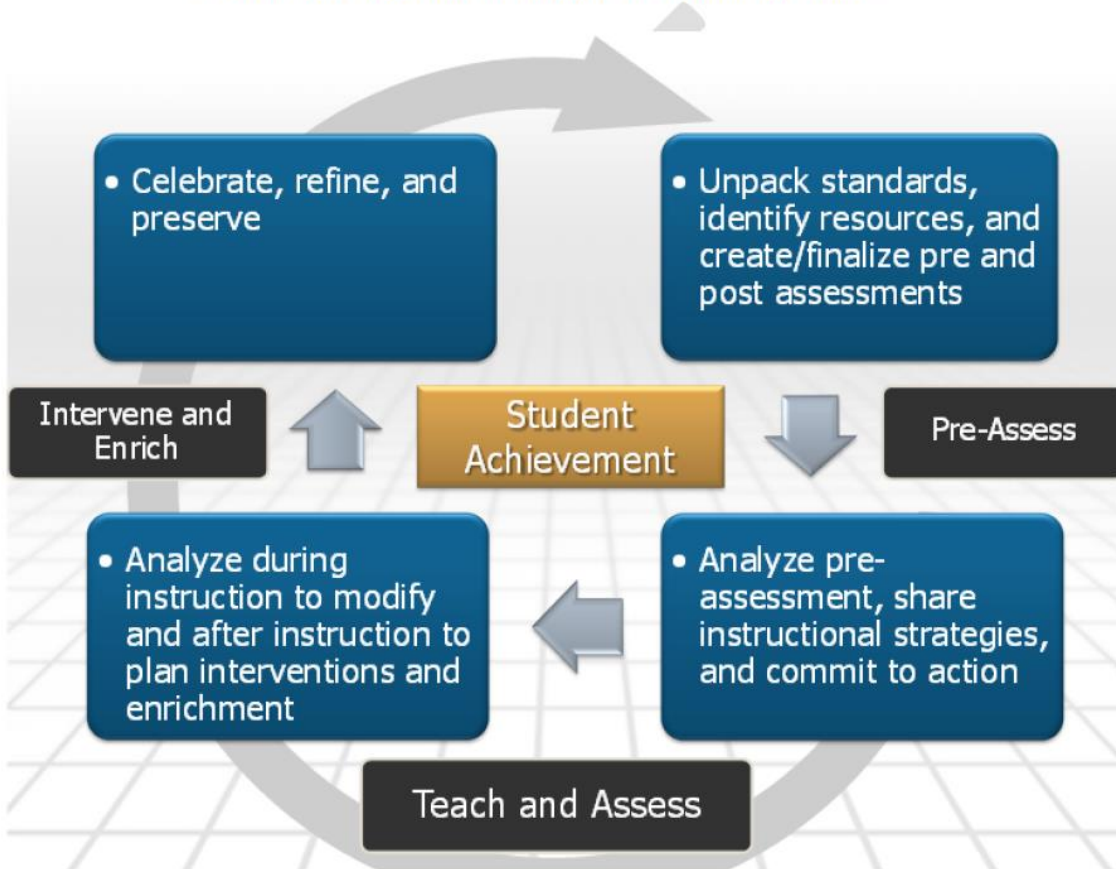 • Celebrate, refine, and
preserve
• Unpack standards,
identify resources, and
create/finalize pre and
post assessments
Intervene and
Enrich
Student
Achievement
Pre-Assess
• Analyze during
instruction to modify
and after instruction to
plan interventions and
enrichment
• Analyze pre-
assessment, share
instructional strategies,
and commit to action
Teach and Assess